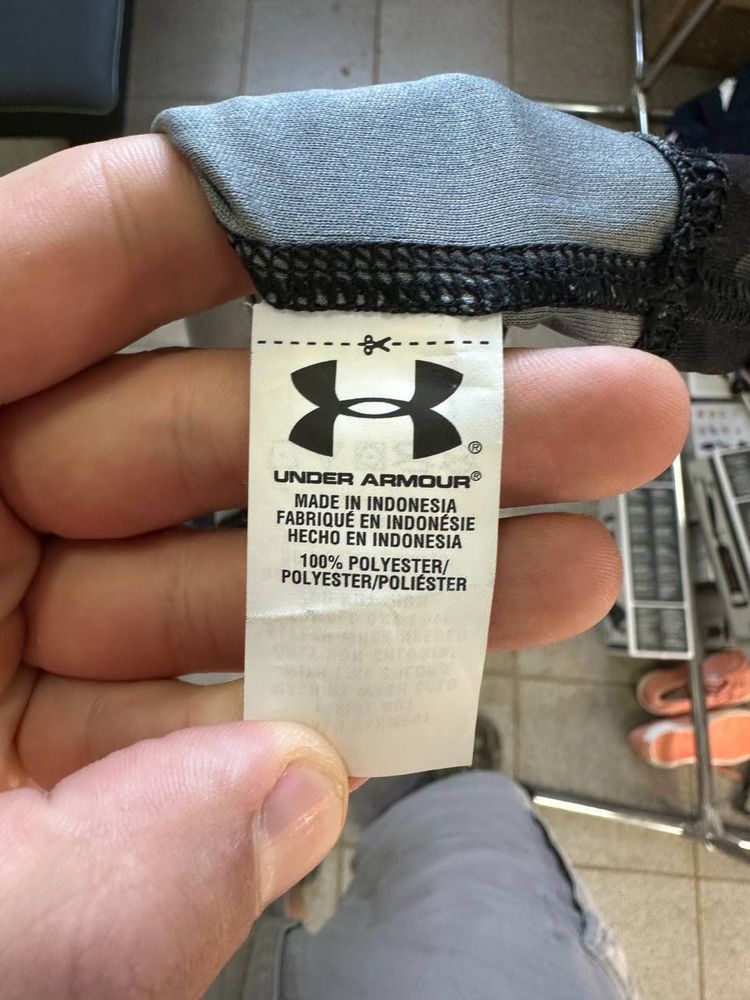 UNDER ARMOUR®
MADE IN INDONESIA
FABRIQUÉ EN INDONÉSIE
HECHO EN INDONESIA
100% POLYESTER/
POLYESTER/POLIÉSTER